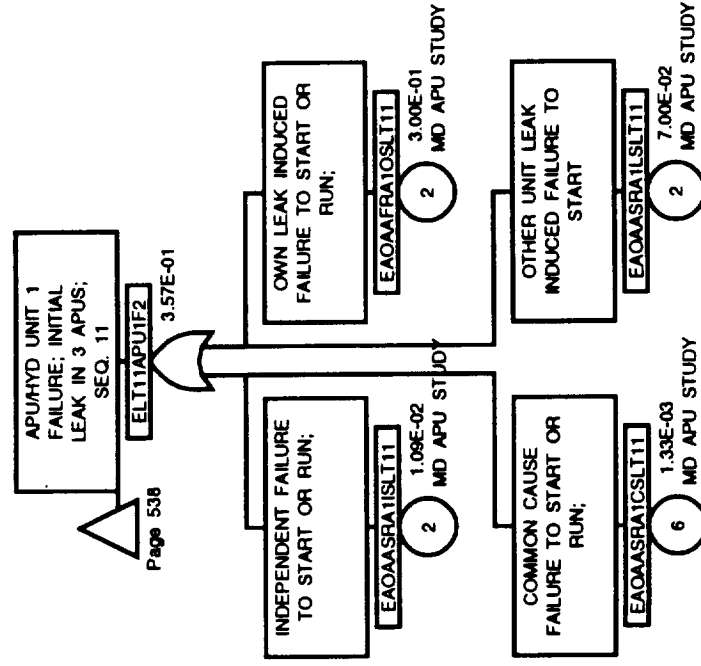 APU/HYD UNIT 1
FAILURE; INITIAL
LEAK IN 3 APUS;
SEQ. 11
ELT11APU1F2
3.57E-01
Page 538
INDEPENDENT FAILURE
TO START OR RUN;
EAOAASRA1ISLT11
2
1.09E-02
MD APU STUDY
OWN LEAK INDUCED
FAILURE TO START OR
RUN;
EAOAAFRA1OSLT11
2
3.00E-01
MD APU STUDY
COMMON CAUSE
FAILURE TO START OR
RUN;
EAOAASRA1CSLT11
6
1.33E-03
MD APU STUDY
OTHER UNIT LEAK
INDUCED FAILURE TO
START
EAOAASRA1LSLT11
2
7.00E-02
MD APU STUDY